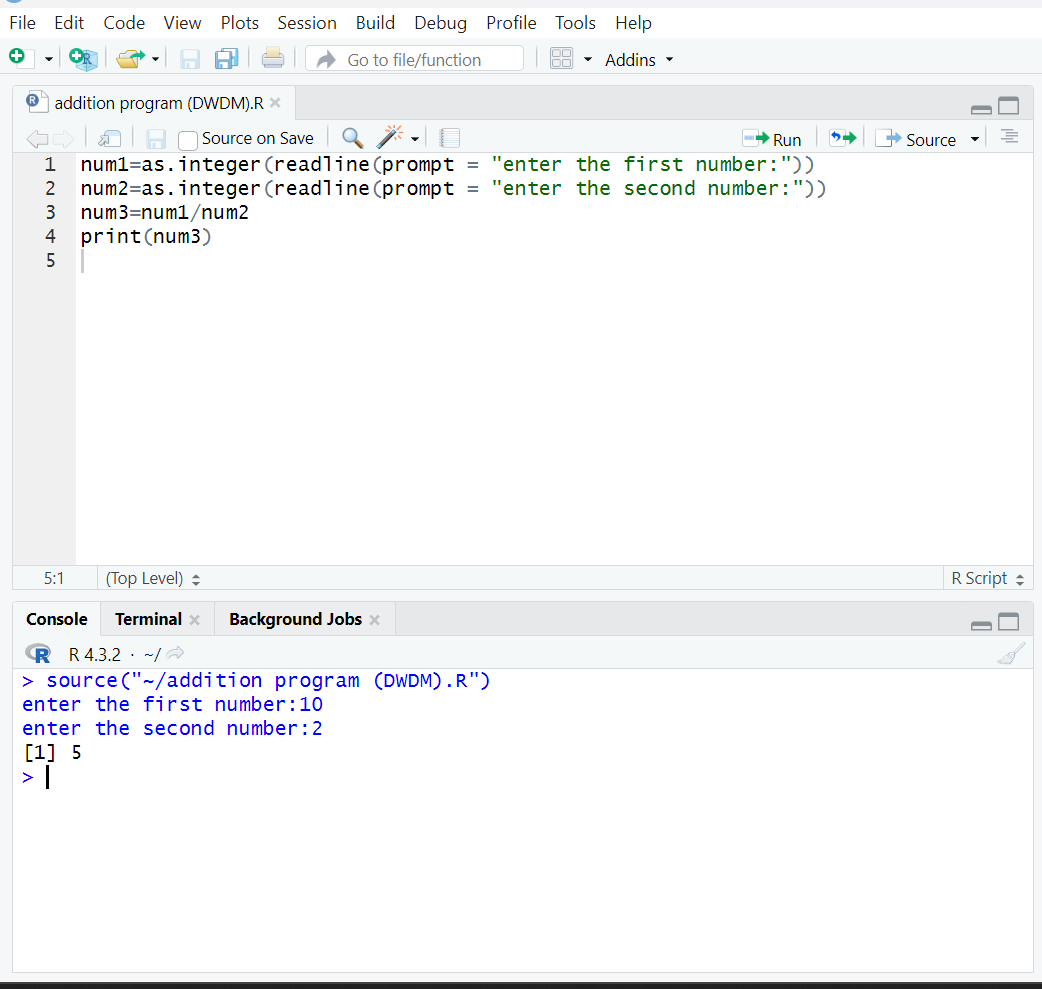 File Edit Code View Plots Session Build Debug Profile Tools Help
Go to file/function Addins
addition program (DWDM).R
Source on Save Run Source
1 num1=as.integer(readline(prompt = "enter the first number:"))
2 num2=as.integer(readline(prompt = "enter the second number:"))
3 num3=num1/num2
4 print(num3)
5
5:1 (Top Level) R Script
Console Terminal Background Jobs
R R 4.3.2 · ~/
> source("~/addition program (DWDM).R")
enter the first number:10
enter the second number:2
[1] 5
>